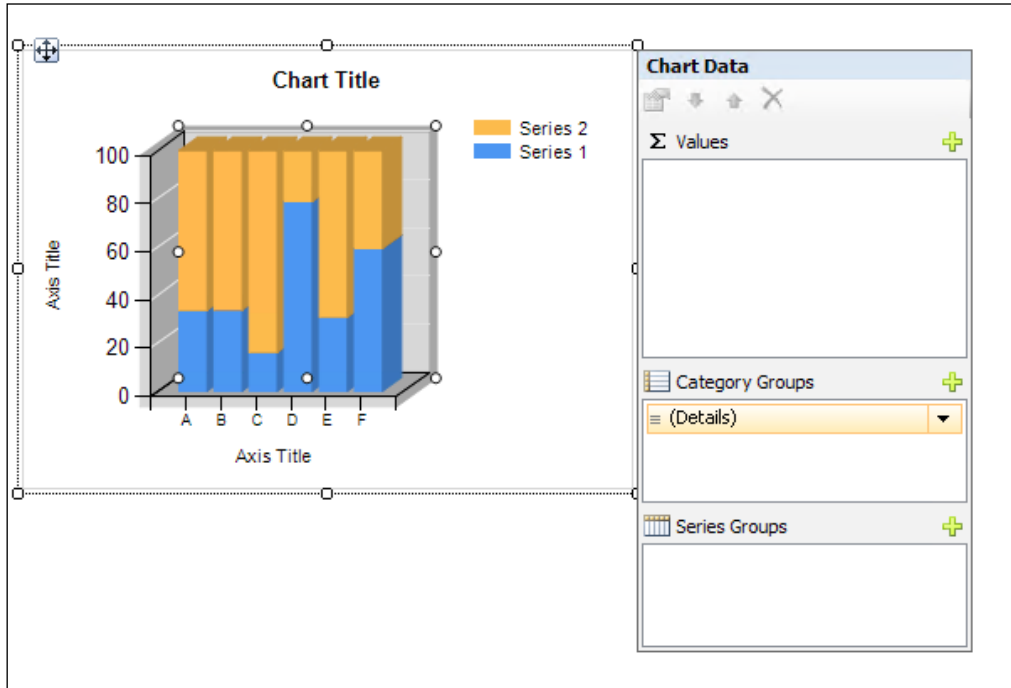 Chart Title
Series 2
Series 1
100
80
60
40
20
0
Axis Title
A B C D E F
Axis Title
Chart Data
Σ Values
Category Groups
(Details)
Series Groups